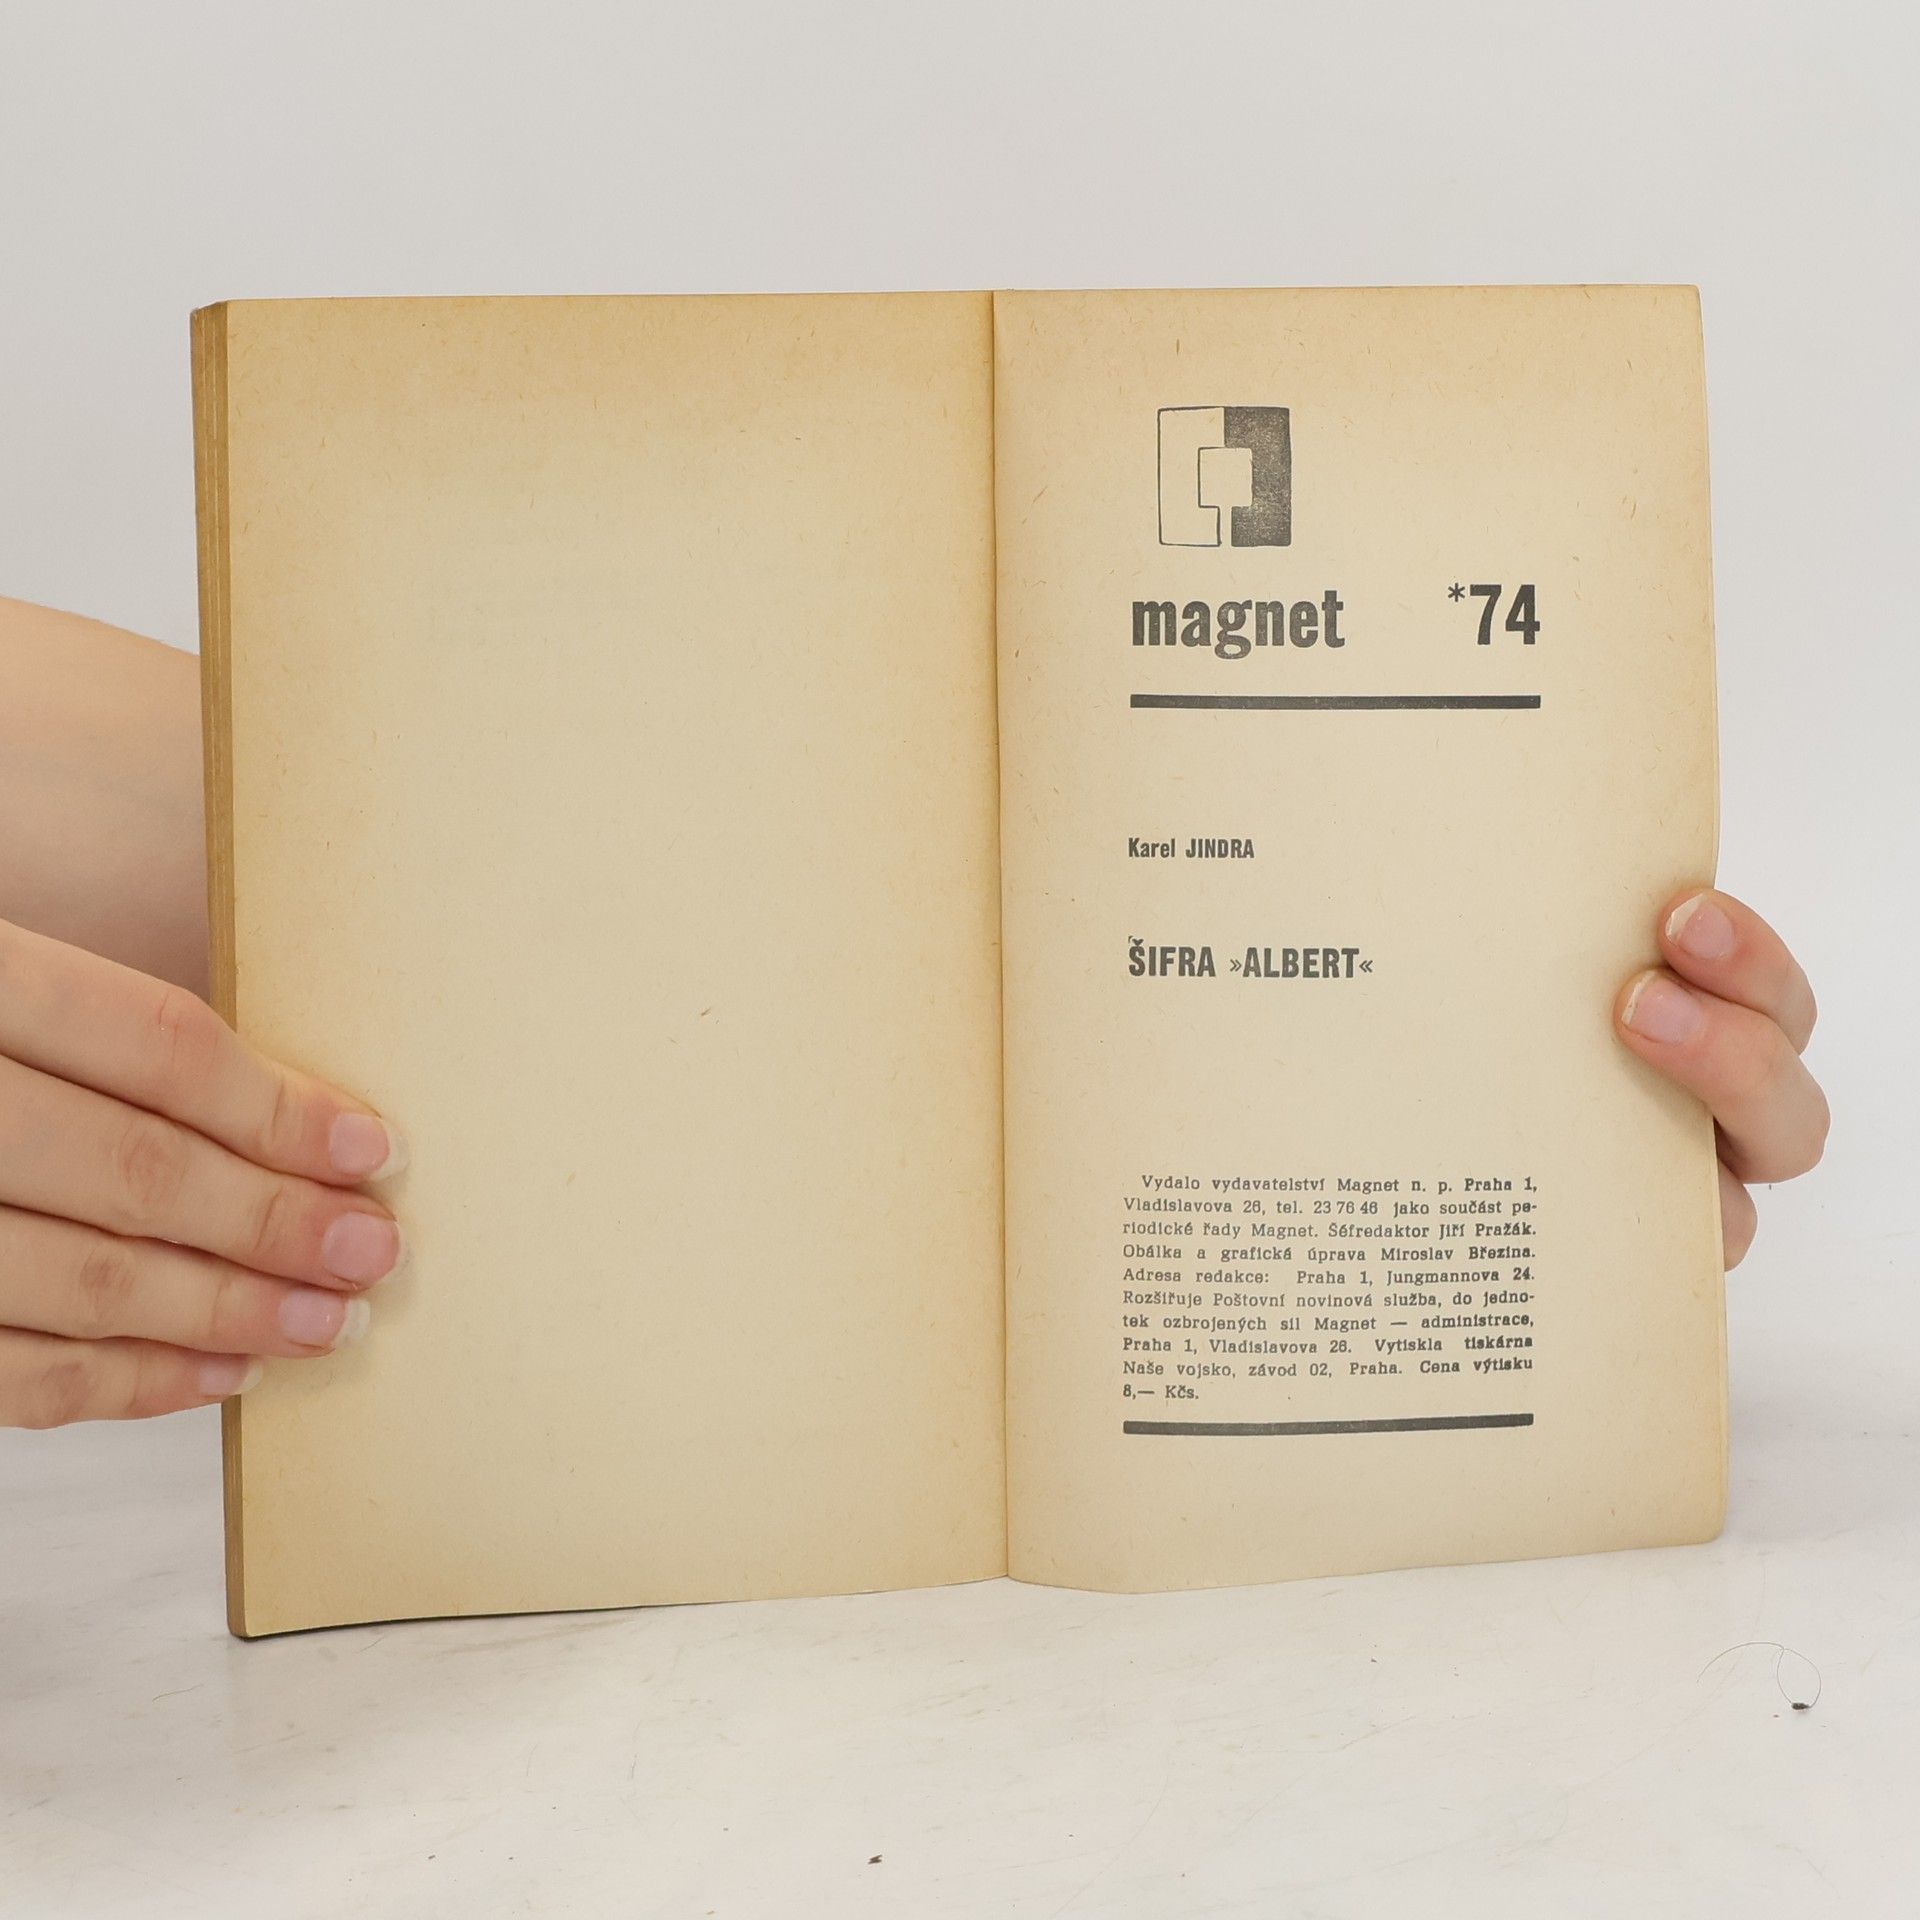 magnet *74
Karel JINDRA
ŠIFRA »ALBERT«
Vydalo vydavatelství Magnet n. p. Praha 1,
Vladislavova 26, tel. 23 76 46 jako součást pe-
riodické řady Magnet. Šéfredaktor Jiří Pražák.
Obálka a grafická úprava Miroslav Březina.
Adresa redakce: Praha 1, Jungmannova 24.
Rozšiřuje Poštovní novinová služba, do jedno-
tek ozbrojených sil Magnet — administrace,
Praha 1, Vladislavova 26. Vytiskla tiskárna
Naše vojsko, závod 02, Praha. Cena výtisku
8,— Kčs.